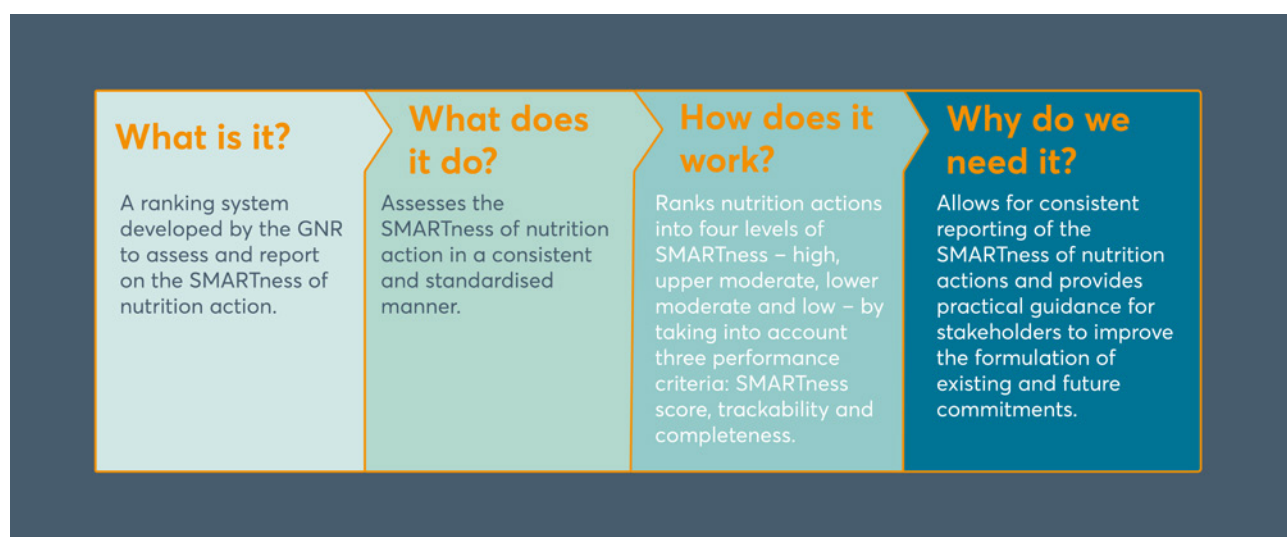 What is it?
A ranking system
developed by the GNR
to assess and report
on the SMARTness of
nutrition action.
What does
it do?
Assesses the
SMARTness of nutrition
action in a consistent
and standardised
manner.
How does it
work?
Ranks nutrition actions
into four levels of
SMARTness – high,
upper moderate, lower
moderate and low – by
taking into account
three performance
criteria: SMARTness
score, trackability and
completeness.
Why do we
need it?
Allows for consistent
reporting of the
SMARTness of nutrition
actions and provides
practical guidance for
stakeholders to improve
the formulation of
existing and future
commitments.